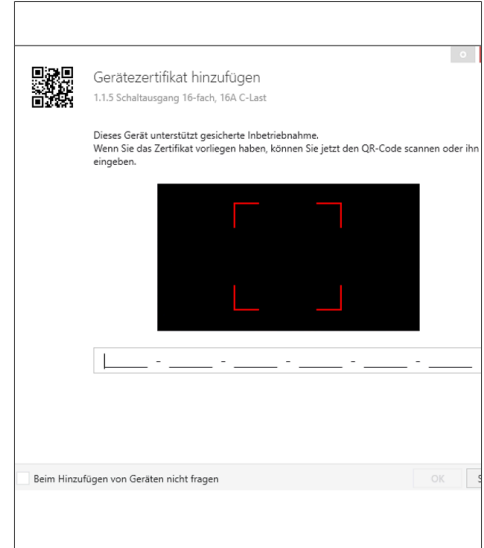 Gerätezertifikat hinzufügen
1.1.5 Schaltausgang 16-fach, 16A C-Last
Dieses Gerät unterstützt gesicherte Inbetriebnahme.
Wenn Sie das Zertifikat vorliegen haben, können Sie jetzt den QR-Code scannen oder ihn
eingeben.
Beim Hinzufügen von Geräten nicht fragen
OK